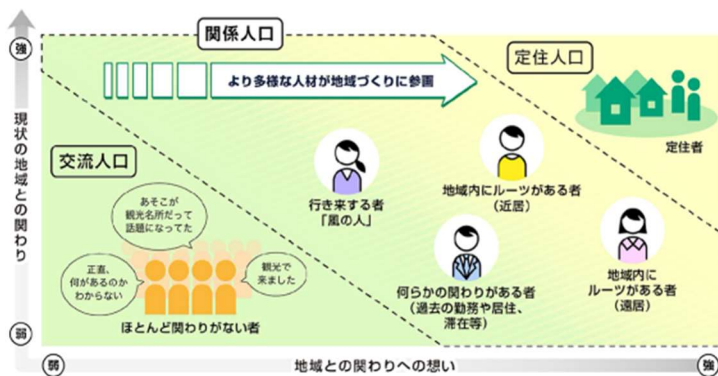 関係人口
定住人口
強
より多様な人材が地域づくりに参画
定住者
現状の地域との関わり
交流人口
あそこが
観光名所だって
話題になってた
正直、
何があるのか
わからない
観光で
来ました
ほとんど関わりがない者
行き来する者
「風の人」
地域内にルーツがある者
（近居）
何らかの関わりがある者
（過去の勤務や居住、
滞在等）
地域内に
ルーツがある者
（遠居）
弱
弱
地域との関わりへの想い
強